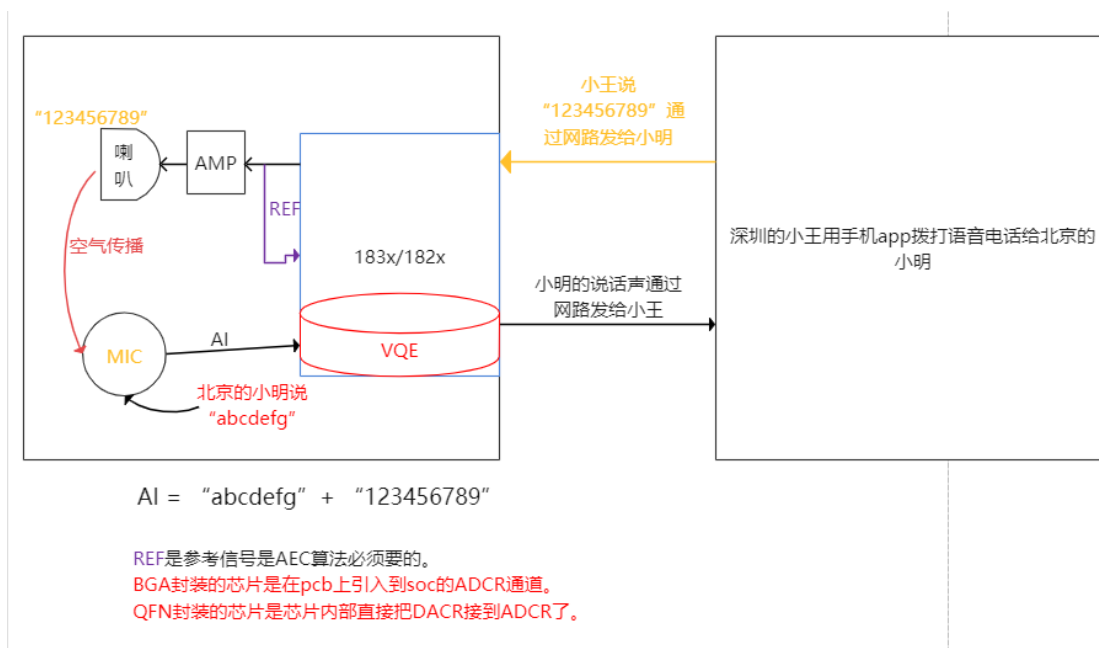 小王说
“123456789”通
过网路发给小明
“123456789”
喇
叭
AMP
REF
空气传播
183x/182x
深圳的小王用手机app拨打语音电话给北京的
小明
小明的说话声通过
网路发给小王
AI
MIC
VQE
北京的小明说
“abcdefg”
AI = “abcdefg” + “123456789”
REF是参考信号是AEC算法必须要的。
BGA封装的芯片是在pcb上引入到soc的ADCR通道。
QFN封装的芯片是芯片内部直接把DACR接到ADCR了。